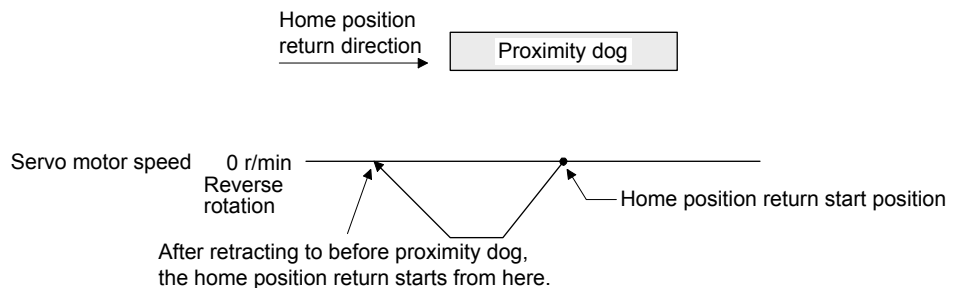 Home position
return direction
Proximity dog
Servo motor speed 0 r/min
Reverse
rotation
Home position return start position
After retracting to before proximity dog,
the home position return starts from here.